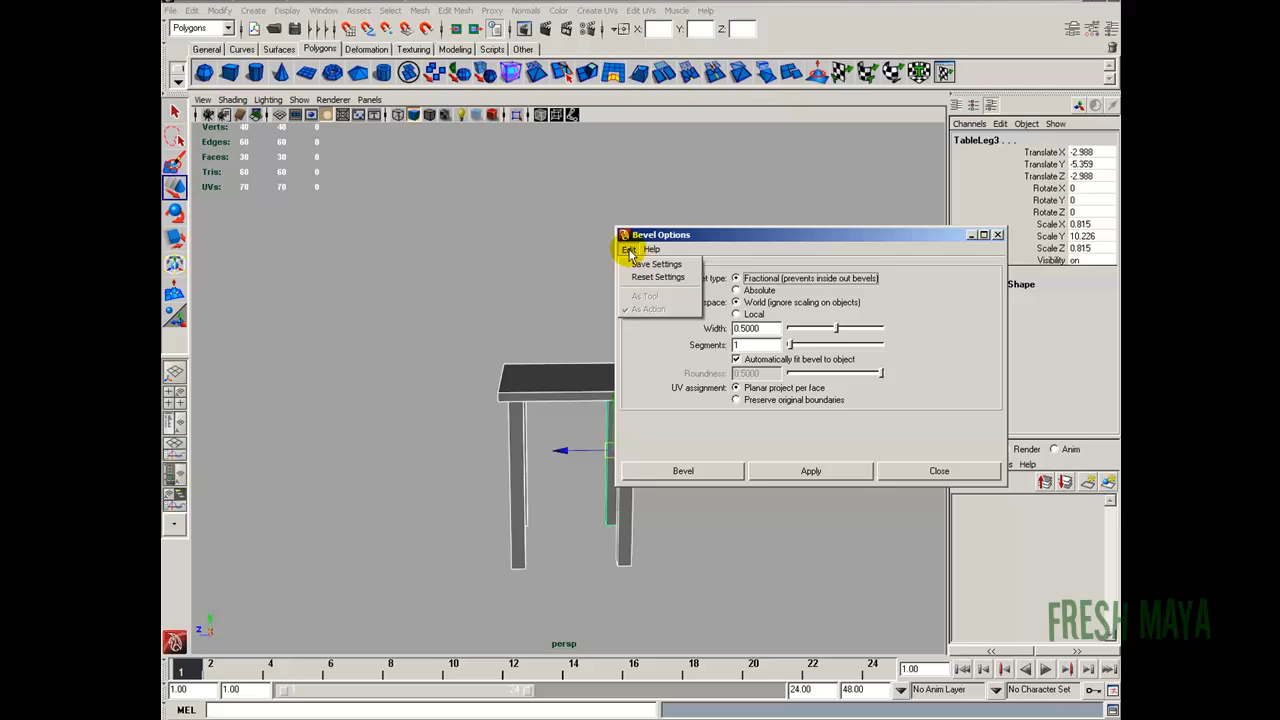 File Edit Modify Create Display Window Assets Select Mesh Edit Mesh Proxy Normals Color Create UVs Edit UVs Muscle Help
Polygons X: Y: Z:
General Curves Surfaces Polygons Deformation Texturing Modeling Scripts Other
View Shading Lighting Show Renderer Panels
Verts: 40 40 0
Edges: 60 60 0
Faces: 30 30 0
Tris: 60 60 0
UVs: 70 70 0
Channels Edit Object Show
TableLeg3 . . .
Translate X -2.988
Translate Y -5.359
Translate Z -2.988
Rotate X 0
Rotate Y 0
Rotate Z 0
Scale X 0.815
Scale Y 10.226
Scale Z 0.815
Visibility on
Shape
Bevel Options
Edit Help
Save Settings
Reset Settings
As Tool
As Action
et type: Fractional (prevents inside out bevels)
Absolute
space: World (ignore scaling on objects)
Local
Width: 0.5000
Segments: 1
Automatically fit bevel to object
Roundness: 0.5000
UV assignment: Planar project per face
Preserve original boundaries
Bevel Apply Close
Render Anim
s Help
persp
FRESH MAYA
2 4 6 8 10 12 14 16 18 20 22 24
1
1.00
1.00 1.00 24 24.00 48.00 No Anim Layer No Character Set
MEL